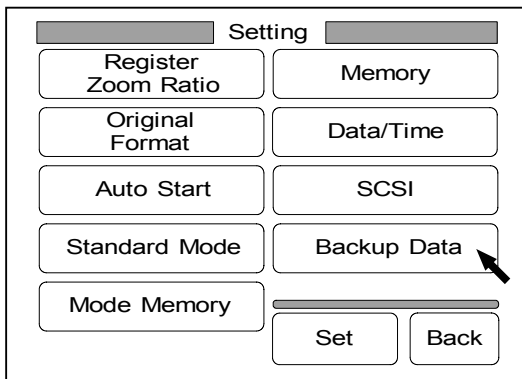 Setting
Register
Zoom Ratio
Memory
Original
Format
Data/Time
Auto Start
SCSI
Standard Mode
Backup Data
Mode Memory
Set
Back